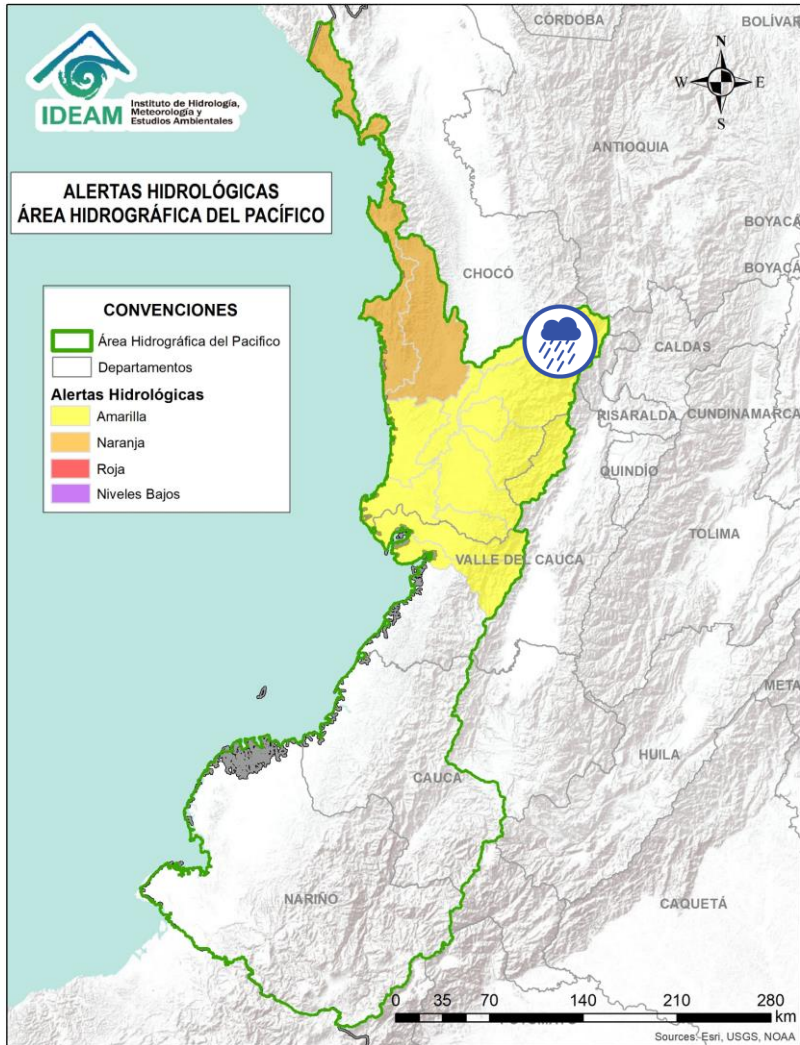 CÓRDOBA
BOLÍVAR
N
W
E
S
IDEAM
Instituto de Hidrología,
Meteorología y
Estudios Ambientales
ANTIOQUIA
ALERTAS HIDROLÓGICAS
ÁREA HIDROGRÁFICA DEL PACÍFICO
BOYACÁ
BOYACÁ
CHOCÓ
CONVENCIONES
Área Hidrográfica del Pacifico
Departamentos
Alertas Hidrológicas
Amarilla
Naranja
Roja
Niveles Bajos
CALDAS
RISARALDA
CUNDINAMARCA
QUINDÍO
TOLIMA
VALLE DEL CAUCA
META
HUILA
CAUCA
NARIÑO
CAQUETÁ
0 35 70 140 210 280
km
Sources: Esri, USGS, NOAA